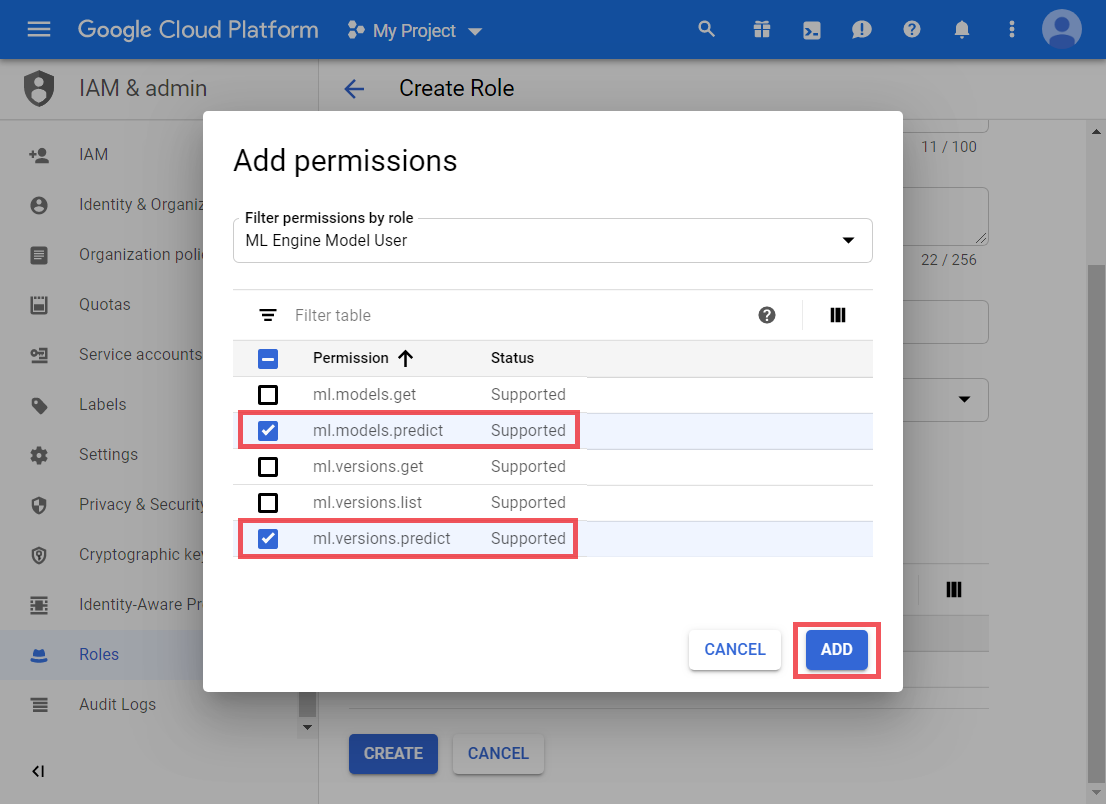 Google Cloud Platform My Project
IAM & admin
Create Role
IAM
Identity & Organiz
Organization poli
Quotas
Service accounts
Labels
Settings
Privacy & Security
Cryptographic key
Identity-Aware Pr
Roles
Audit Logs
11 / 100
22 / 256
Add permissions
Filter permissions by role
ML Engine Model User
Filter table
Permission Status
ml.models.get Supported
ml.models.predict Supported
ml.versions.get Supported
ml.versions.list Supported
ml.versions.predict Supported
CANCEL ADD
CREATE CANCEL